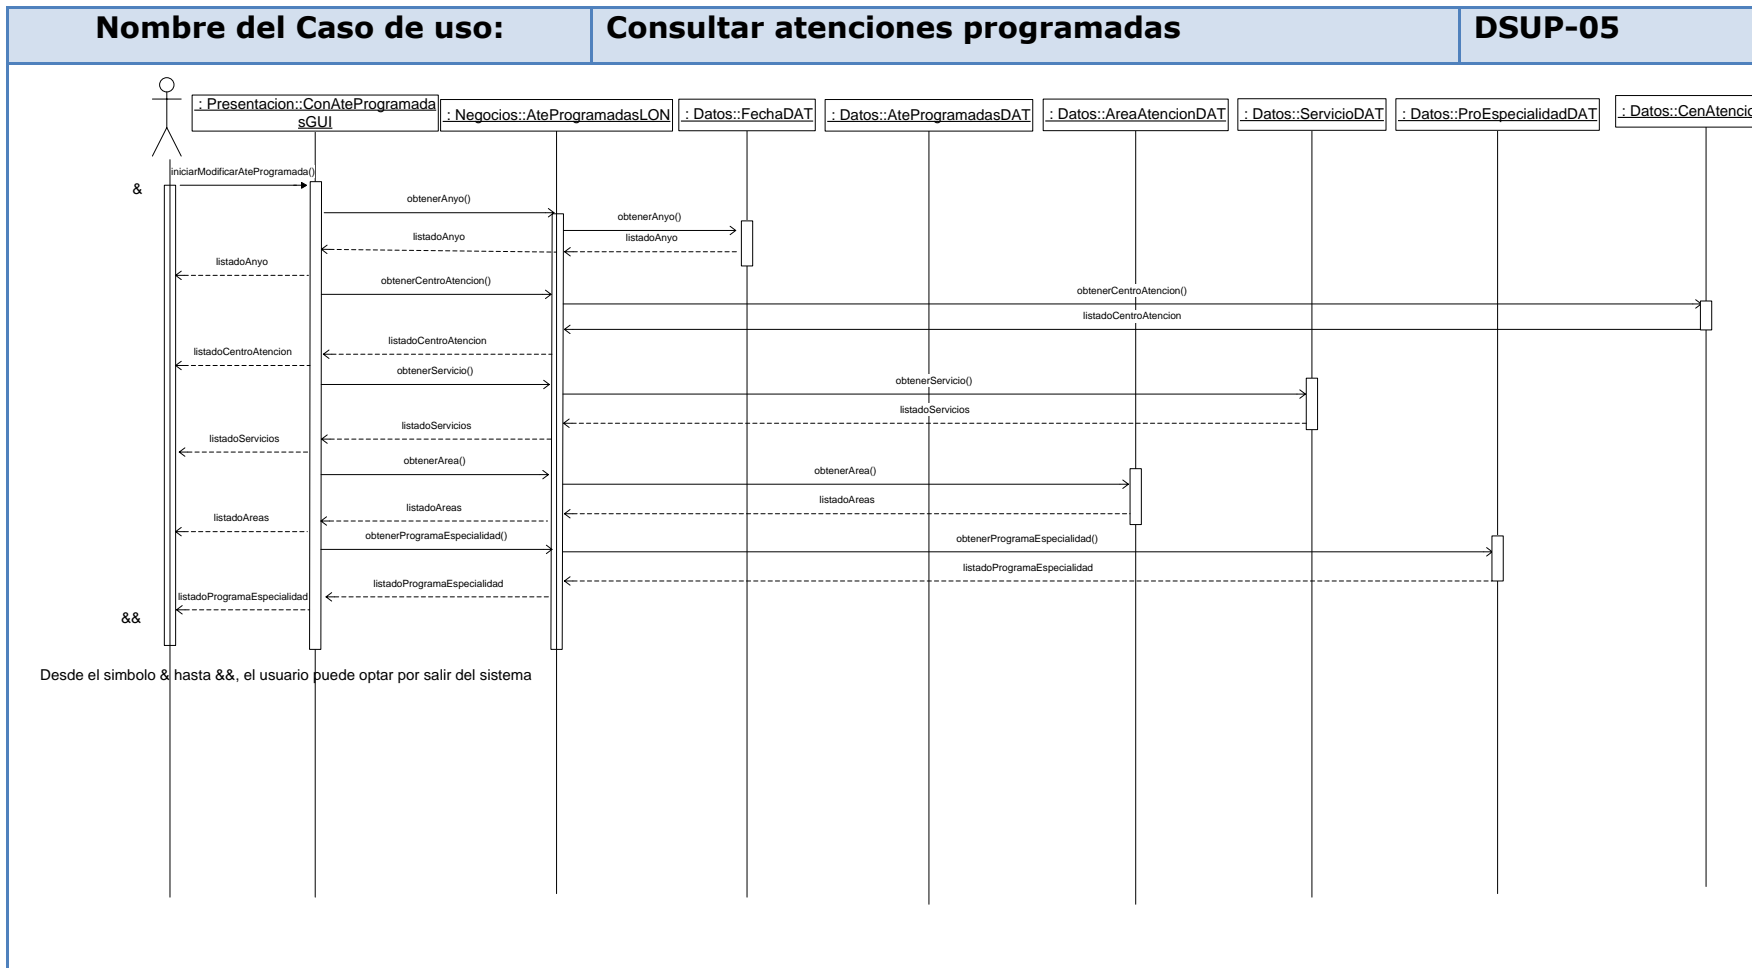 Nombre del Caso de uso:
Consultar atenciones programadas
DSUP-05
: Presentacion::ConAteProgramada
sGUI
: Negocios::AteProgramadasLON
: Datos::FechaDAT
: Datos::AteProgramadasDAT
: Datos::AreaAtencionDAT
: Datos::ServicioDAT
: Datos::ProEspecialidadDAT
: Datos::CenAtencio
iniciarModificarAteProgramada()
&
obtenerAnyo()
obtenerAnyo()
listadoAnyo
listadoAnyo
listadoAnyo
obtenerCentroAtencion()
obtenerCentroAtencion()
listadoCentroAtencion
listadoCentroAtencion
listadoCentroAtencion
obtenerServicio()
obtenerServicio()
listadoServicios
listadoServicios
listadoServicios
obtenerArea()
obtenerArea()
listadoAreas
listadoAreas
listadoAreas
obtenerProgramaEspecialidad()
obtenerProgramaEspecialidad()
listadoProgramaEspecialidad
listadoProgramaEspecialidad
listadoProgramaEspecialidad
&&
Desde el simbolo & hasta &&, el usuario puede optar por salir del sistema